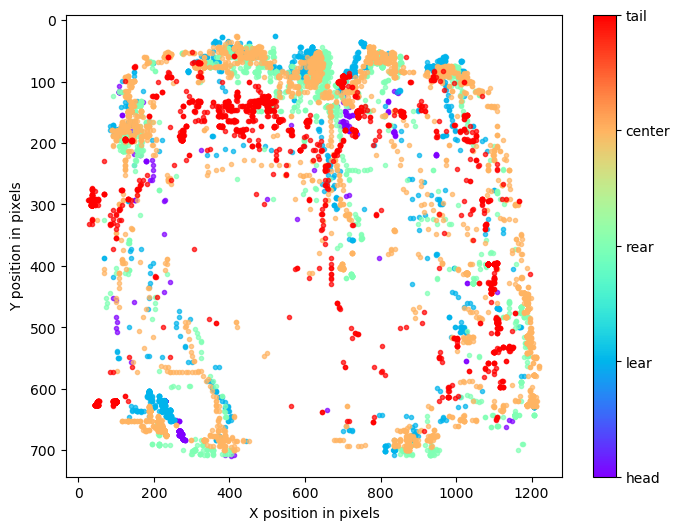 0
100
200
300
400
500
600
700
Y position in pixels
0 200 400 600 800 1000 1200
X position in pixels
tail
center
rear
lear
head